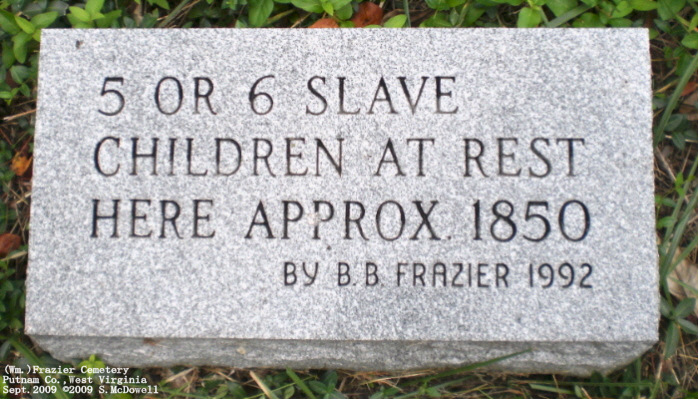 5 OR 6 SLAVE
CHILDREN AT REST
HERE APPROX. 1850
BY B.B. FRAZIER 1992
(Wm.)Frazier Cemetery
Putnam Co.,West Virginia
Sept.2009 ©2009 S.McDowell